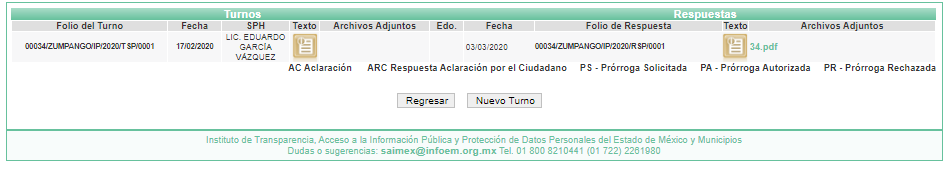 Turnos Respuestas
Folio del Turno Fecha SPH Texto Archivos Adjuntos Edo. Fecha Folio de Respuesta Texto Archivos Adjuntos
00034/ZUMPANGO/IP/2020/TSP/0001 17/02/2020 LIC. EDUARDO GARCÍA VÁZQUEZ 03/03/2020 00034/ZUMPANGO/IP/2020/RSP/0001 34.pdf
AC Aclaración ARC Respuesta Aclaración por el Ciudadano PS - Prórroga Solicitada PA - Prórroga Autorizada PR - Prórroga Rechazada
Regresar Nuevo Turno
Instituto de Transparencia, Acceso a la Información Pública y Protección de Datos Personales del Estado de México y Municipios
Dudas o sugerencias: saimex@infoem.org.mx Tel. 01 800 8210441 (01 722) 2261980